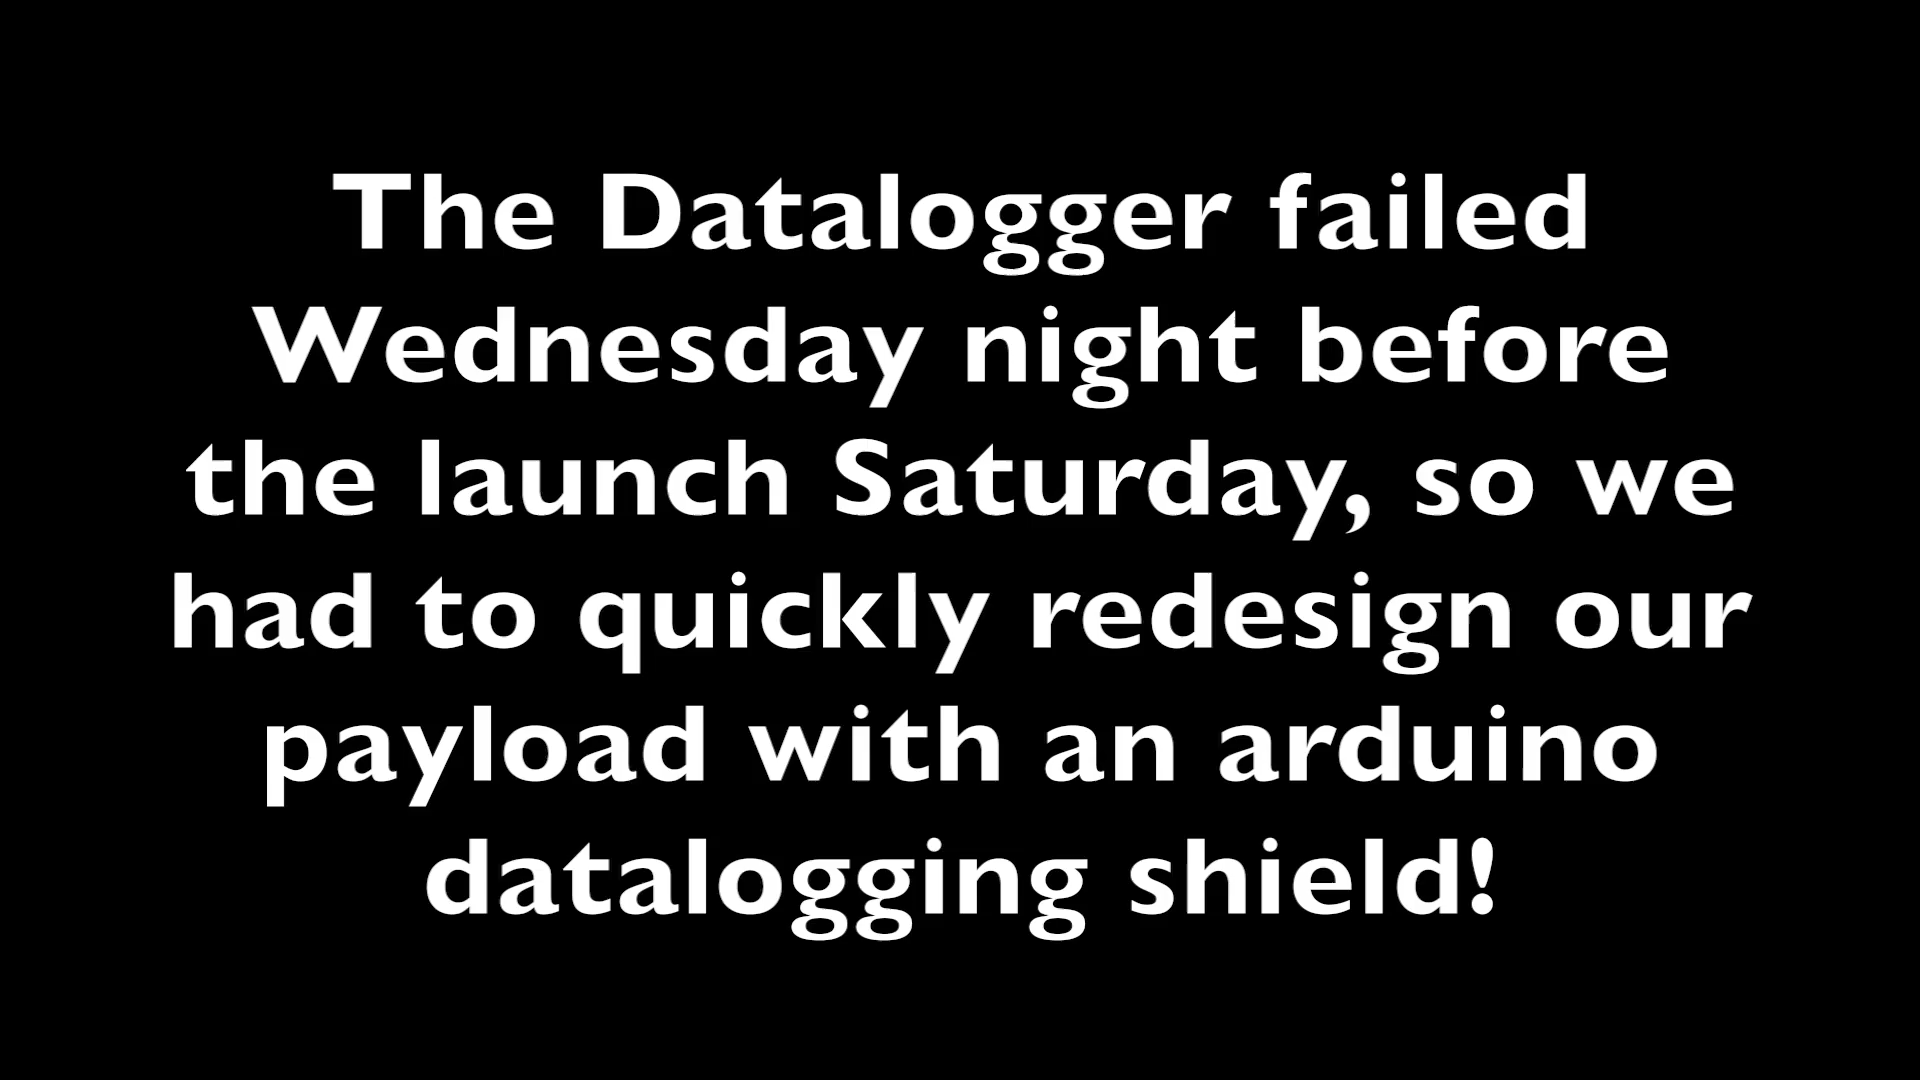 The Datalogger failed
Wednesday night before
the launch Saturday, so we
had to quickly redesign our
payload with an arduino
datalogging shield!